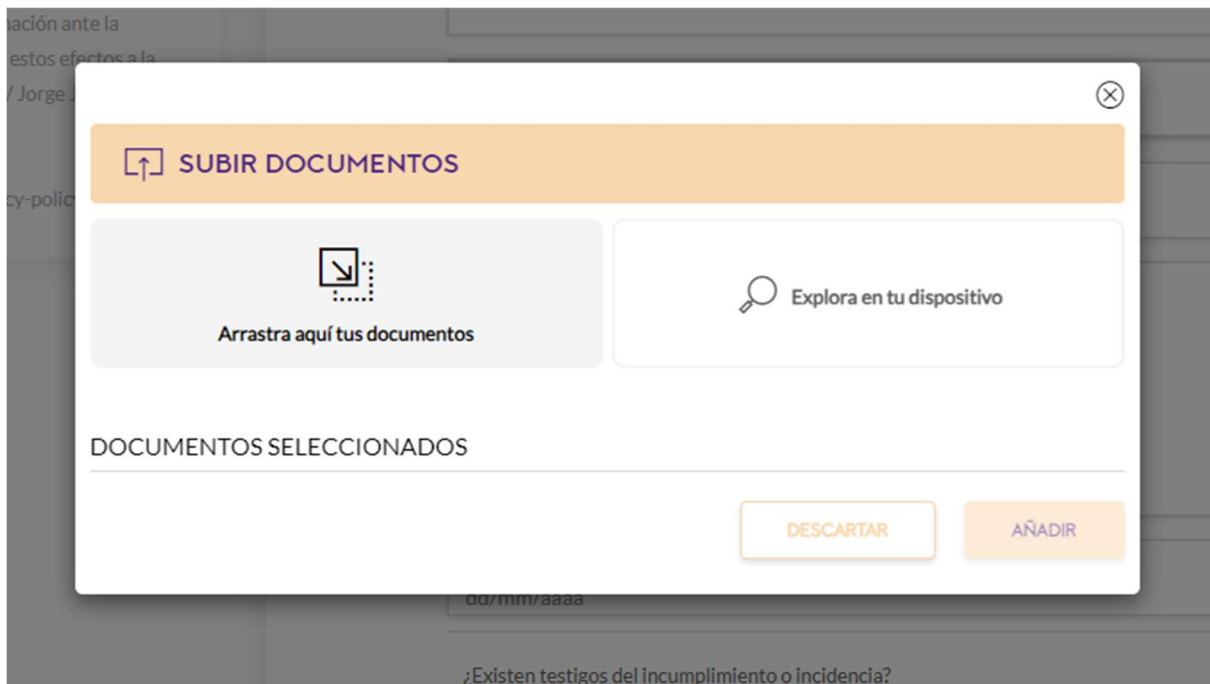 nación ante la
estos efectos a la
/ Jorge J
SUBIR DOCUMENTOS
cy-polic
Arrastra aquí tus documentos
Explora en tu dispositivo
DOCUMENTOS SELECCIONADOS
DESCARTAR
AÑADIR
dd/mm/aaaa
¿Existen testigos del incumplimiento o incidencia?